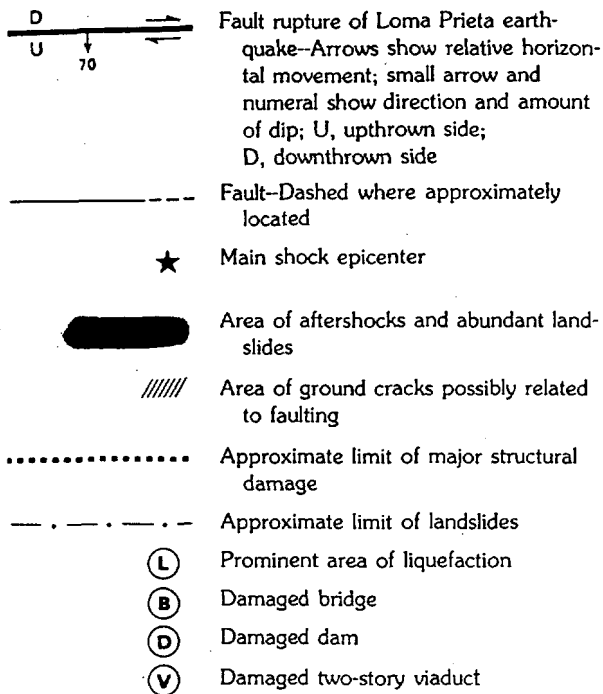 D
U
70
Fault rupture of Loma Prieta earth-
quake--Arrows show relative horizon-
tal movement; small arrow and
numeral show direction and amount
of dip; U, upthrown side;
D, downthrown side
Fault--Dashed where approximately
located
Main shock epicenter
Area of aftershocks and abundant land-
slides
Area of ground cracks possibly related
to faulting
Approximate limit of major structural
damage
Approximate limit of landslides
L Prominent area of liquefaction
B Damaged bridge
D Damaged dam
V Damaged two-story viaduct